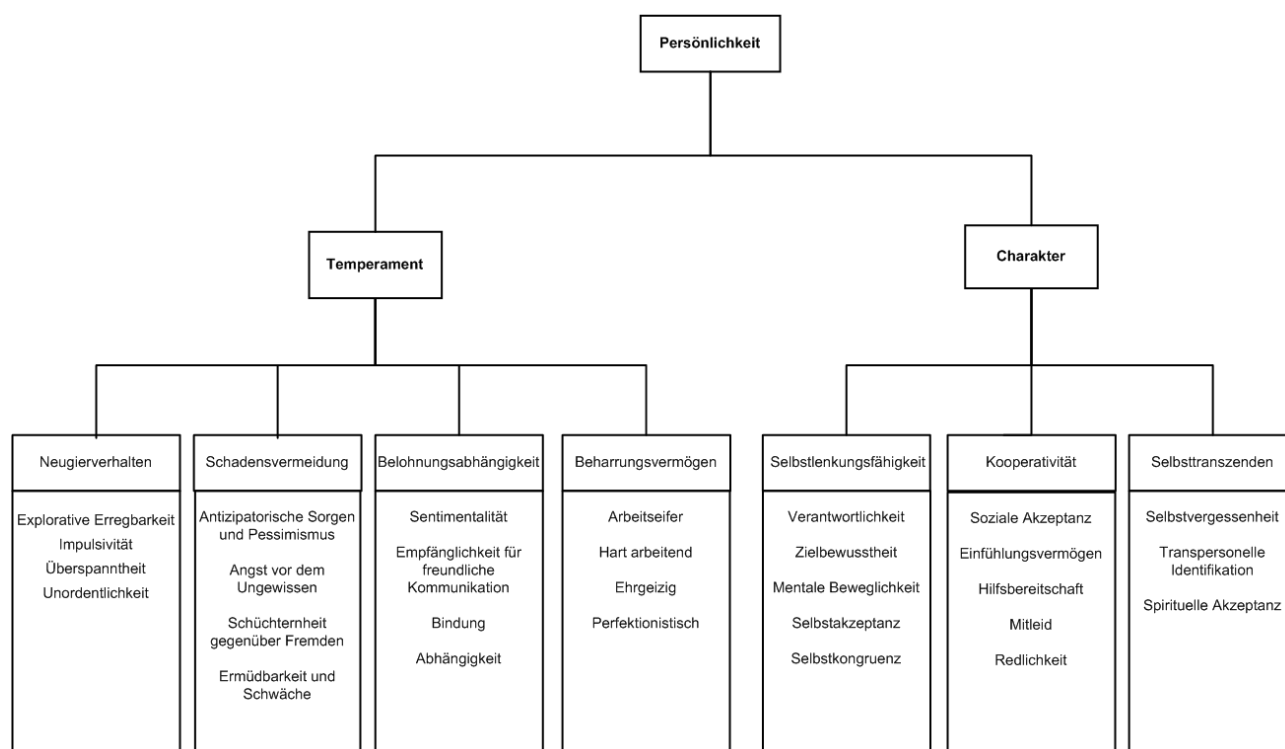 Persönlichkeit
Temperament
Charakter
Neugierverhalten
Schadensvermeidung
Belohnungsabhängigkeit
Beharrungsvermögen
Selbstlenkungsfähigkeit
Kooperativität
Selbsttranszenden
Explorative Erregbarkeit
Impulsivität
Überspanntheit
Unordentlichkeit
Antizipatorische Sorgen
und Pessimismus
Angst vor dem
Ungewissen
Schüchternheit
gegenüber Fremden
Ermüdbarkeit und
Schwäche
Sentimentalität
Empfänglichkeit für
freundliche
Kommunikation
Bindung
Abhängigkeit
Arbeitseifer
Hart arbeitend
Ehrgeizig
Perfektionistisch
Verantwortlichkeit
Zielbewusstheit
Mentale Beweglichkeit
Selbstakzeptanz
Selbstkongruenz
Soziale Akzeptanz
Einfühlungsvermögen
Hilfsbereitschaft
Mitleid
Redlichkeit
Selbstvergessenheit
Transpersonelle
Identifikation
Spirituelle Akzeptanz